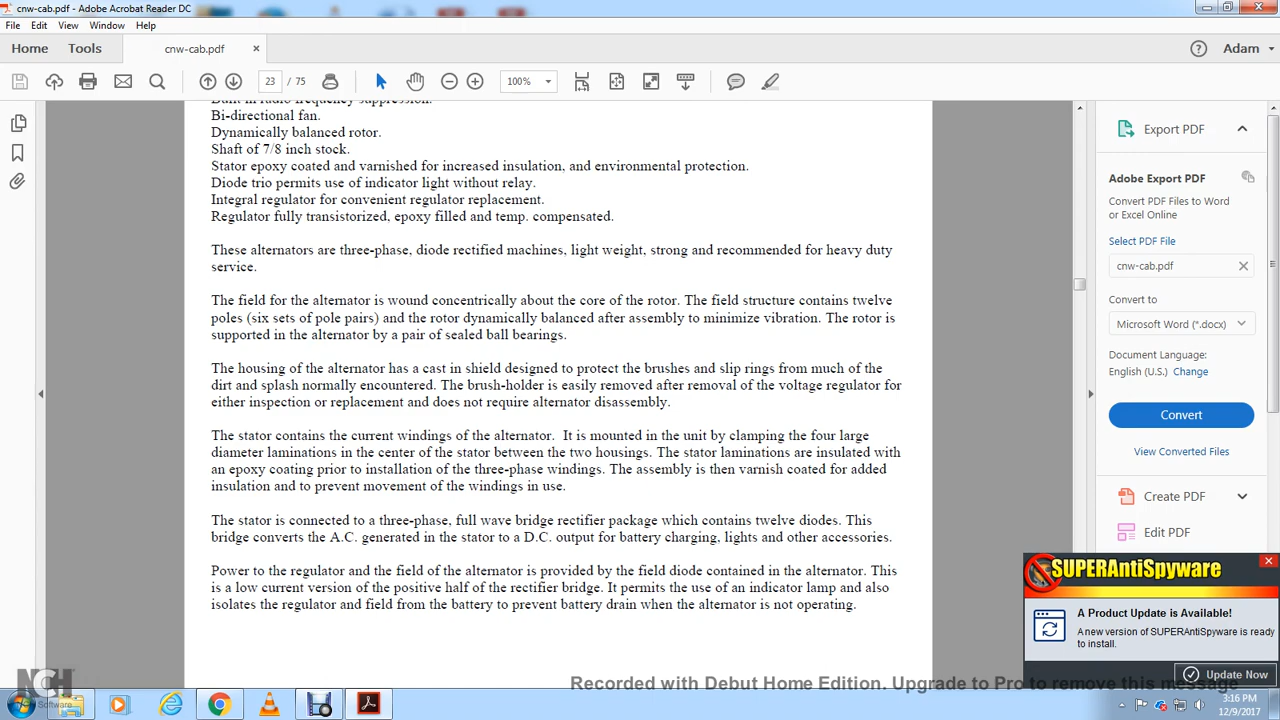 cnw-cab.pdf - Adobe Acrobat Reader DC
File Edit View Window Help
Home Tools cnw-cab.pdf × Adam
23 / 75 100%
Built in radio frequency suppression.
Bi-directional fan.
Dynamically balanced rotor.
Shaft of 7/8 inch stock.
Stator epoxy coated and varnished for increased insulation, and environmental protection.
Diode trio permits use of indicator light without relay.
Integral regulator for convenient regulator replacement.
Regulator fully transistorized, epoxy filled and temp. compensated.
These alternators are three-phase, diode rectified machines, light weight, strong and recommended for heavy duty
service.
The field for the alternator is wound concentrically about the core of the rotor. The field structure contains twelve
poles (six sets of pole pairs) and the rotor dynamically balanced after assembly to minimize vibration. The rotor is
supported in the alternator by a pair of sealed ball bearings.
The housing of the alternator has a cast in shield designed to protect the brushes and slip rings from much of the
dirt and splash normally encountered. The brush-holder is easily removed after removal of the voltage regulator for
either inspection or replacement and does not require alternator disassembly.
The stator contains the current windings of the alternator.  It is mounted in the unit by clamping the four large
diameter laminations in the center of the stator between the two housings. The stator laminations are insulated with
an epoxy coating prior to installation of the three-phase windings. The assembly is then varnish coated for added
insulation and to prevent movement of the windings in use.
The stator is connected to a three-phase, full wave bridge rectifier package which contains twelve diodes. This
bridge converts the A.C. generated in the stator to a D.C. output for battery charging, lights and other accessories.
Power to the regulator and the field of the alternator is provided by the field diode contained in the alternator. This
is a low current version of the positive half of the rectifier bridge. It permits the use of an indicator lamp and also
isolates the regulator and field from the battery to prevent battery drain when the alternator is not operating.
Export PDF
Adobe Export PDF
Convert PDF Files to Word
or Excel Online
Select PDF File
cnw-cab.pdf
Convert to
Microsoft Word (*.docx)
Document Language:
English (U.S.) Change
Convert
View Converted Files
Create PDF
Edit PDF
SUPERAntiSpyware
A Product Update is Available!
A new version of SUPERAntiSpyware is ready
to install.
Update Now
NCH
Software
Recorded with Debut Home Edition. Upgrade to Pro to remove this message
3:16 PM
12/9/2017